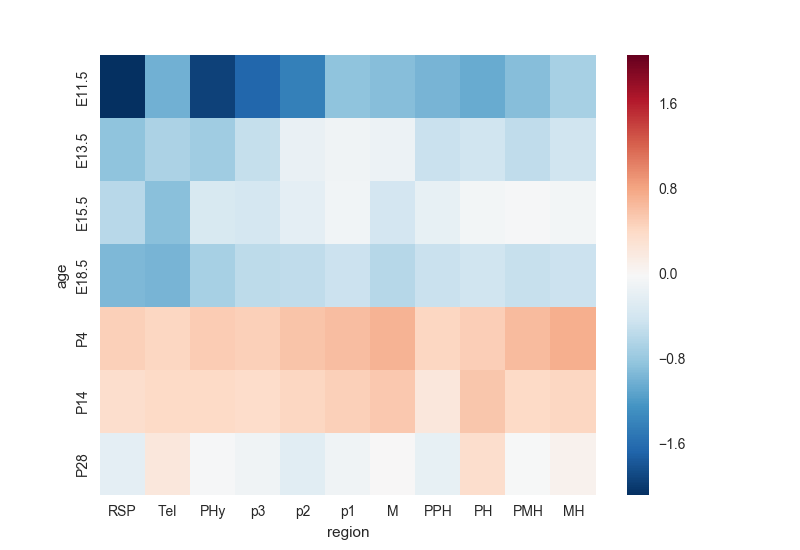 E11.5
E13.5
E15.5
E18.5
P4
P14
P28
age
RSP Tel PHy p3 p2 p1 M PPH PH PMH MH
region
1.6
0.8
0.0
−0.8
−1.6